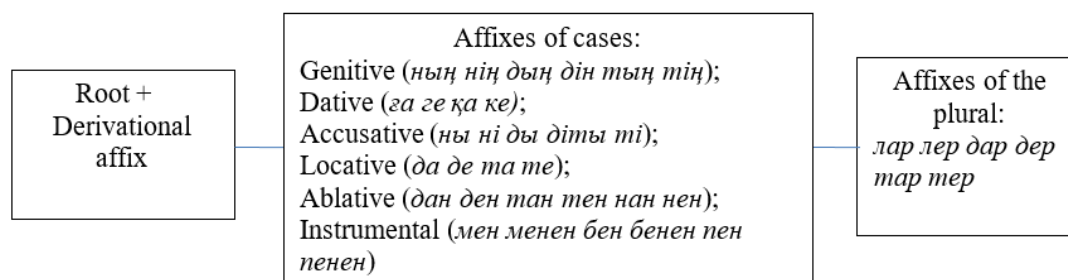 Root +
Derivational
affix
Affixes of cases:
Genitive (ның нің дың дін тың тің);
Dative (ға ге қа ке);
Accusative (ны ні ды діты ті);
Locative (да де та те);
Ablative (дан ден тан тен нан нен);
Instrumental (мен менен бен бенен пен
пенен)
Affixes of the
plural:
лар лер дар дер
тар тер